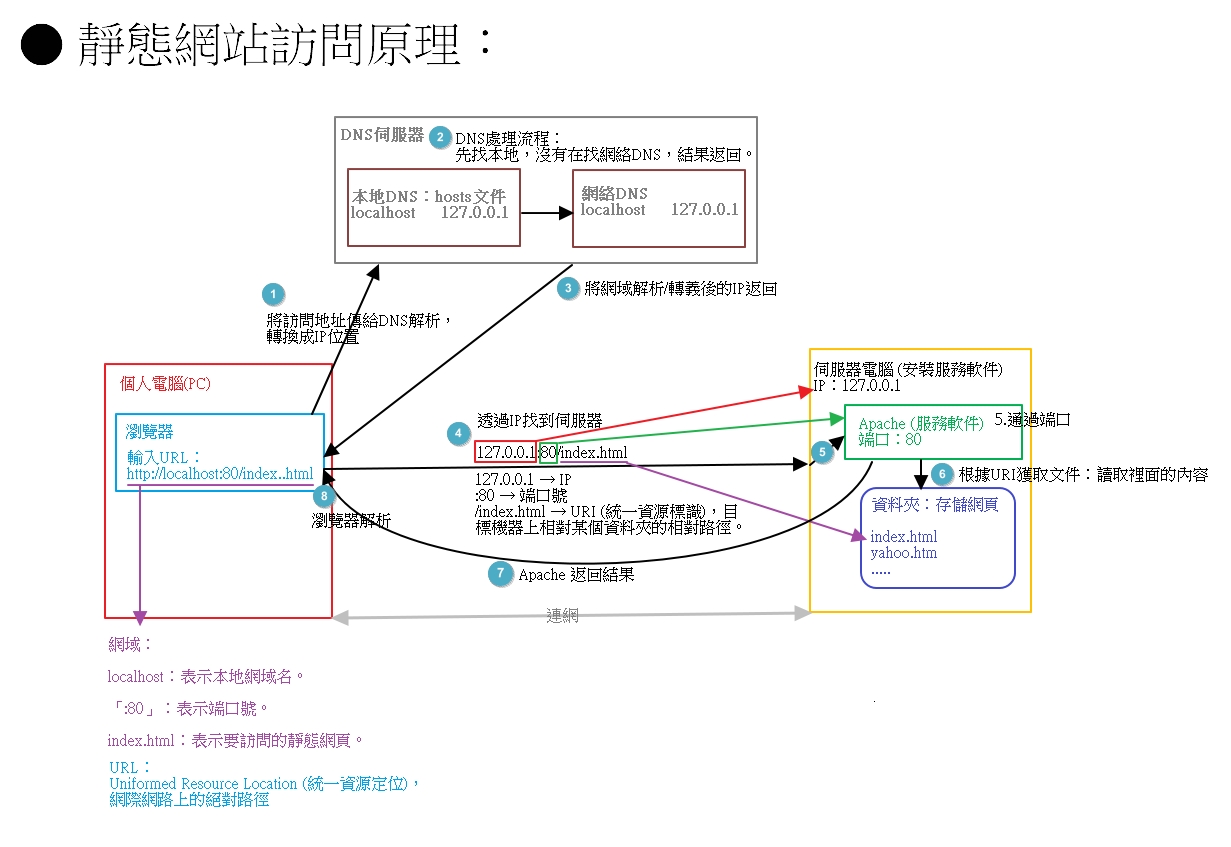 ● 靜態網站訪問原理：
DNS伺服器
2
DNS處理流程：
先找本地，沒有在找網絡DNS，結果返回。
本地DNS：hosts文件
localhost 127.0.0.1
網絡DNS
localhost 127.0.0.1
1
將訪問地址傳給DNS解析，
轉換成IP位置
3
將網域解析/轉義後的IP返回
個人電腦(PC)
瀏覽器
輸入URL：
http://localhost:80/index..html
4
透過IP找到伺服器
127.0.0.1:80/index.html
127.0.0.1 → IP
:80 → 端口號
/index.html → URI (統一資源標識)，目
標機器上相對某個資料夾的相對路徑。
伺服器電腦 (安裝服務軟件)
IP：127.0.0.1
Apache (服務軟件)
端口：80
5.通過端口
5
6
根據URI獲取文件：讀取裡面的內容
資料夾：存儲網頁
index.html
yahoo.htm
.....
7
Apache 返回結果
8
瀏覽器解析
連網
網域：
localhost：表示本地網域名。
「:80」：表示端口號。
index.html：表示要訪問的靜態網頁。
URL：
Uniformed Resource Location (統一資源定位)，
網際網路上的絕對路徑